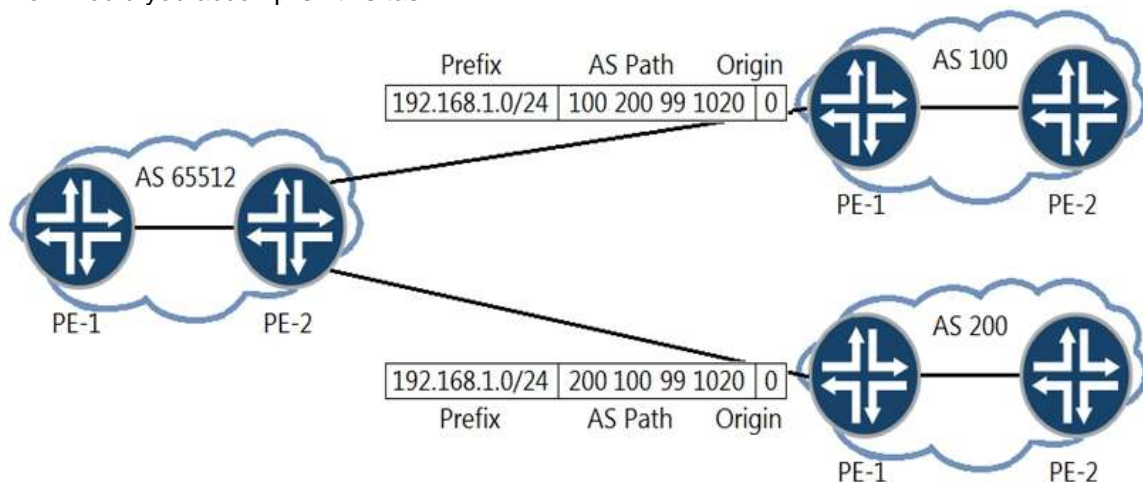 Prefix AS Path Origin
192.168.1.0/24 100 200 99 1020 0
AS 100
PE-1 PE-2
AS 65512
PE-1 PE-2
192.168.1.0/24 200 100 99 1020 0
Prefix AS Path Origin
AS 200
PE-1 PE-2